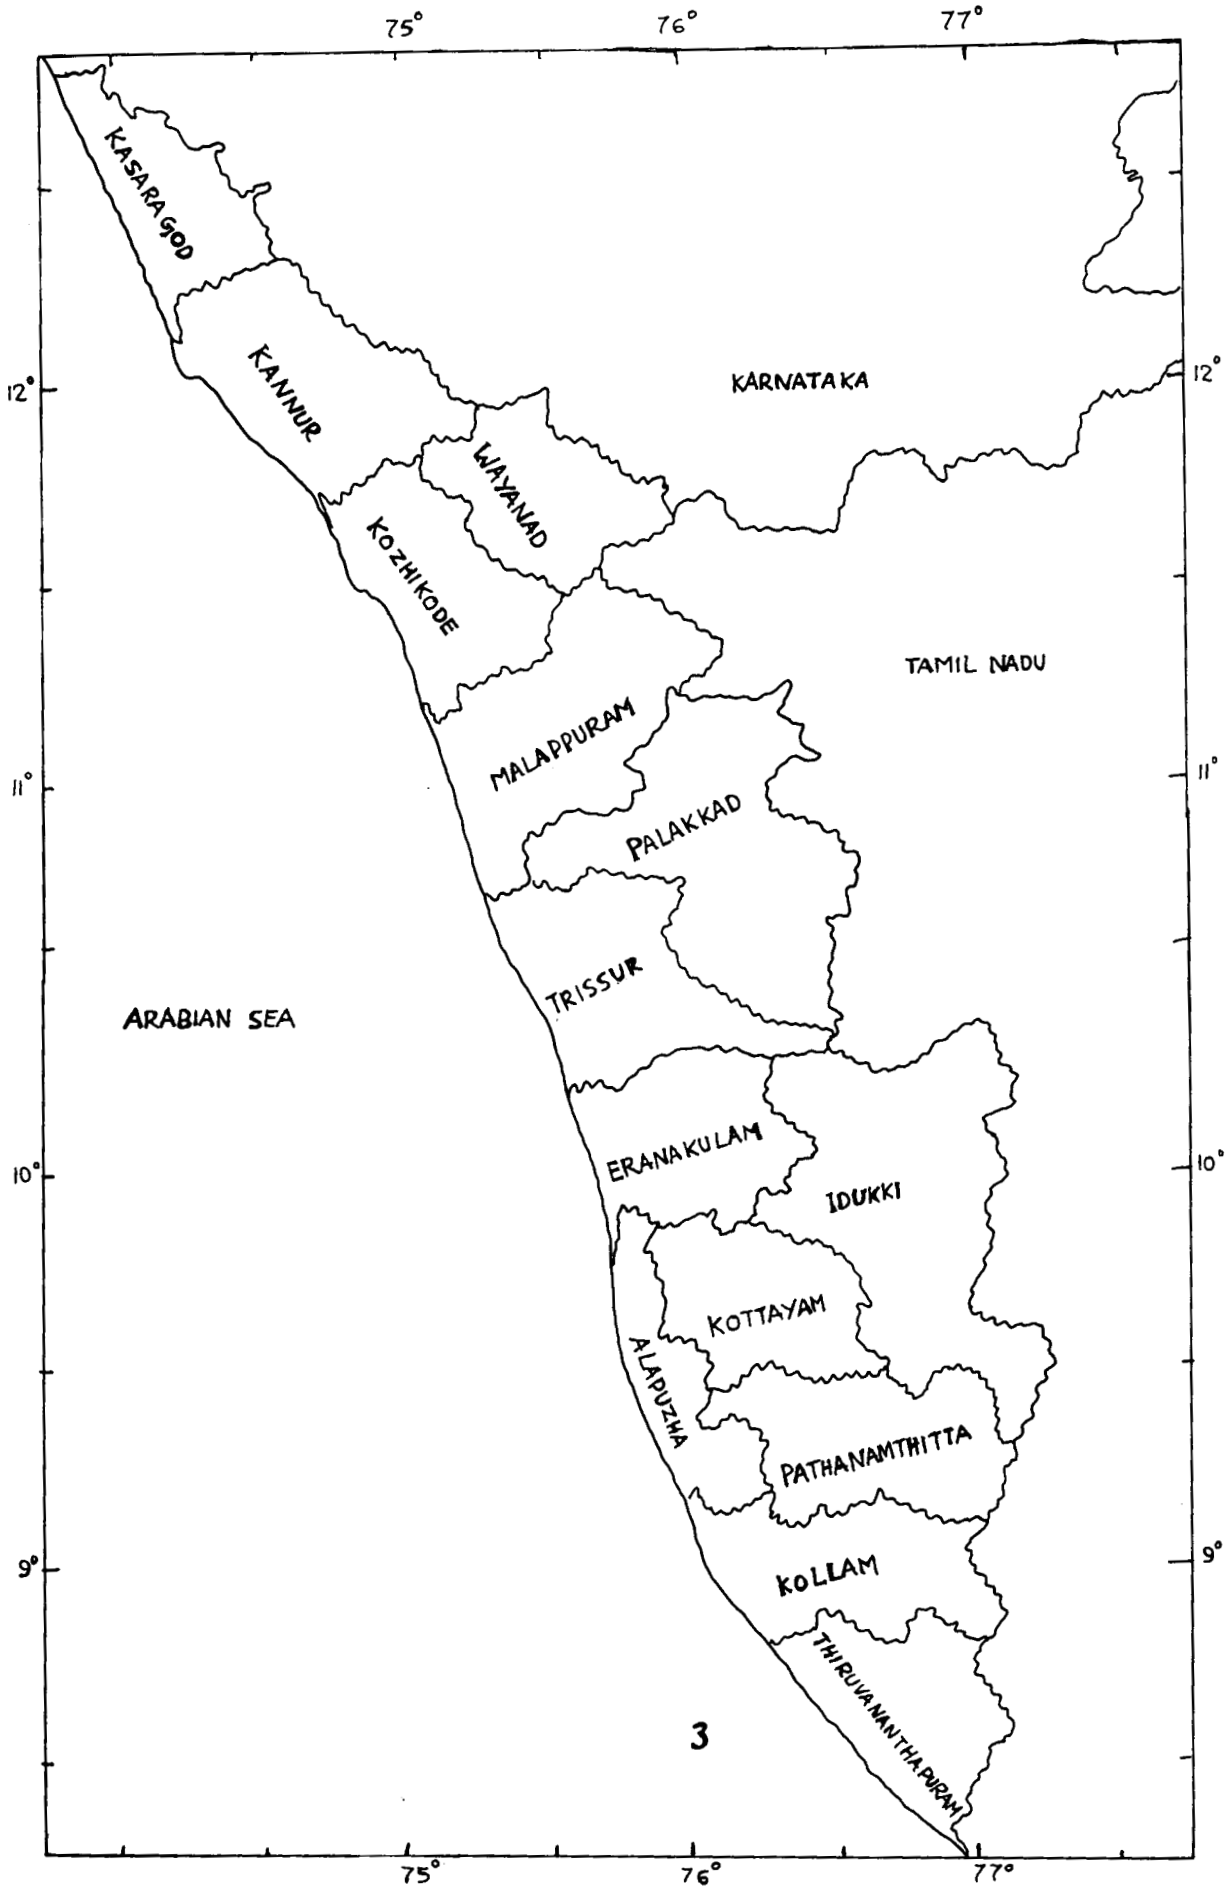 75° 76° 77°
KASARAGOD
KANNUR
12° KARNATAKA 12°
WAYANAD
KOZHIKODE
TAMIL NADU
MALAPPURAM
11° 11°
PALAKKAD
TRISSUR
ARABIAN SEA
ERANAKULAM
10° 10°
IDUKKI
KOTTAYAM
ALAPUZHA
PATHANAMTHITTA
9° 9°
KOLLAM
THIRUVANANTHAPURAM
3
75° 76° 77°